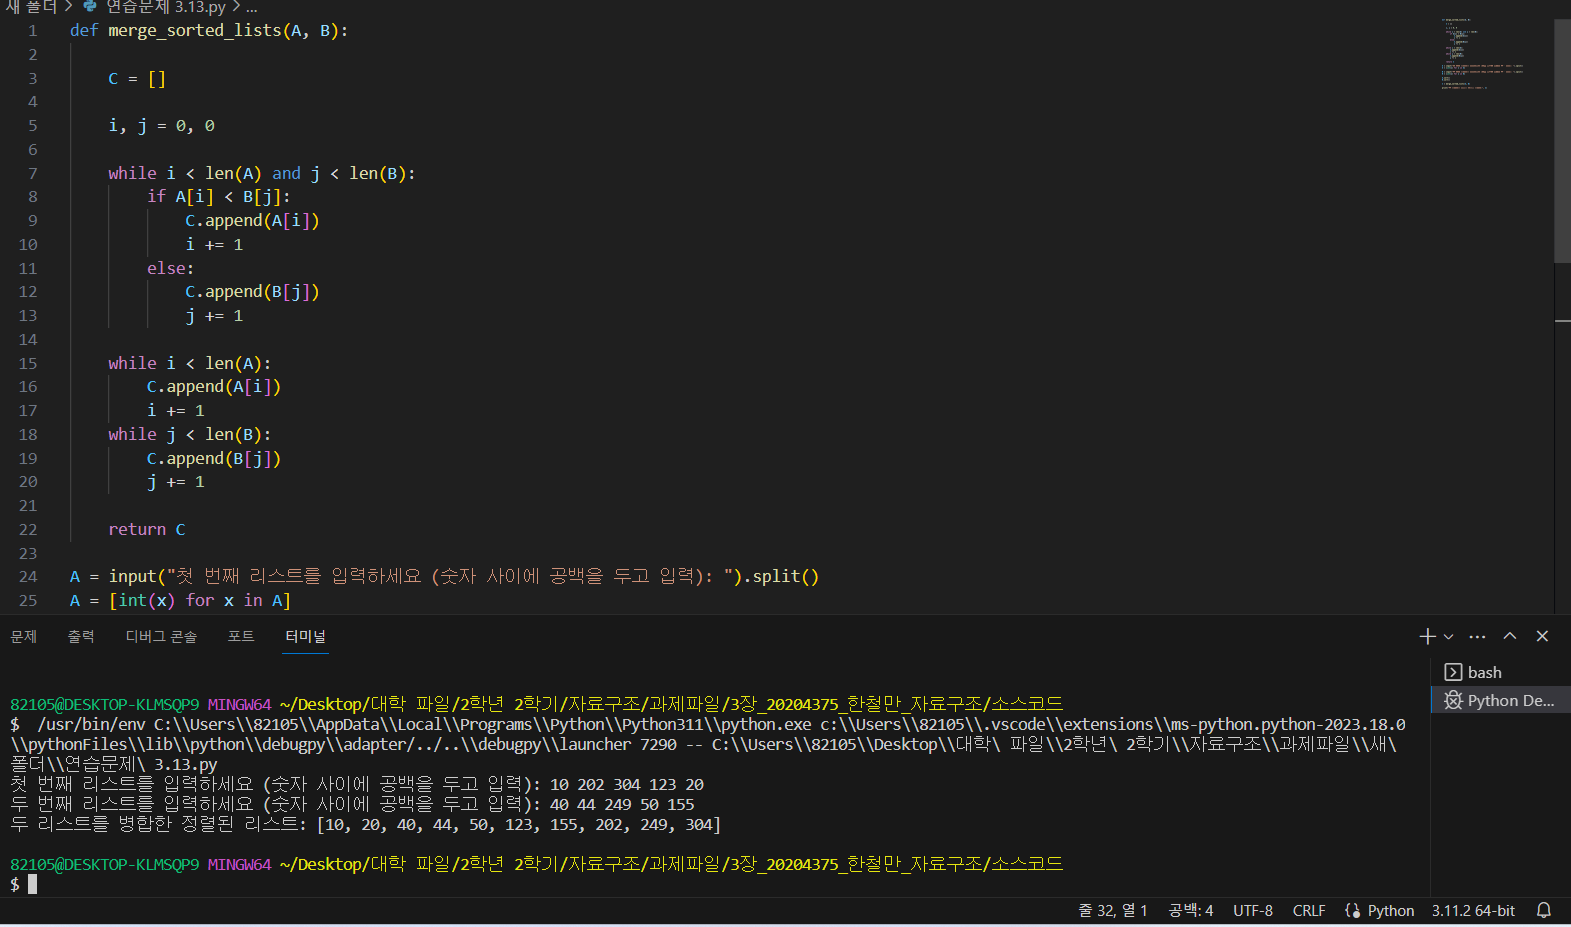 새 폴더 > 연습문제 3.13.py > ...
1 def merge_sorted_lists(A, B):
2
3 C = []
4
5 i, j = 0, 0
6
7 while i < len(A) and j < len(B):
8 if A[i] < B[j]:
9 C.append(A[i])
10 i += 1
11 else:
12 C.append(B[j])
13 j += 1
14
15 while i < len(A):
16 C.append(A[i])
17 i += 1
18 while j < len(B):
19 C.append(B[j])
20 j += 1
21
22 return C
23
24 A = input("첫 번째 리스트를 입력하세요 (숫자 사이에 공백을 두고 입력): ").split()
25 A = [int(x) for x in A]
문제 출력 디버그 콘솔 포트 터미널
bash
Python De...
82105@DESKTOP-KLMSQP9 MINGW64 ~/Desktop/대학 파일/2학년 2학기/자료구조/과제파일/3장_20204375_한철만_자료구조/소스코드
$ /usr/bin/env C:\\Users\\82105\\AppData\\Local\\Programs\\Python\\Python311\\python.exe c:\\Users\\82105\\.vscode\\extensions\\ms-python.python-2023.18.0
\\pythonFiles\\lib\\python\\debugpy\\adapter/../..\\debugpy\\launcher 7290 -- C:\\Users\\82105\\Desktop\\대학\ 파일\\2학년\ 2학기\\자료구조\\과제파일\\새\
폴더\\연습문제\ 3.13.py
첫 번째 리스트를 입력하세요 (숫자 사이에 공백을 두고 입력): 10 202 304 123 20
두 번째 리스트를 입력하세요 (숫자 사이에 공백을 두고 입력): 40 44 249 50 155
두 리스트를 병합한 정렬된 리스트: [10, 20, 40, 44, 50, 123, 155, 202, 249, 304]
82105@DESKTOP-KLMSQP9 MINGW64 ~/Desktop/대학 파일/2학년 2학기/자료구조/과제파일/3장_20204375_한철만_자료구조/소스코드
$
줄 32, 열 1 공백: 4 UTF-8 CRLF Python 3.11.2 64-bit